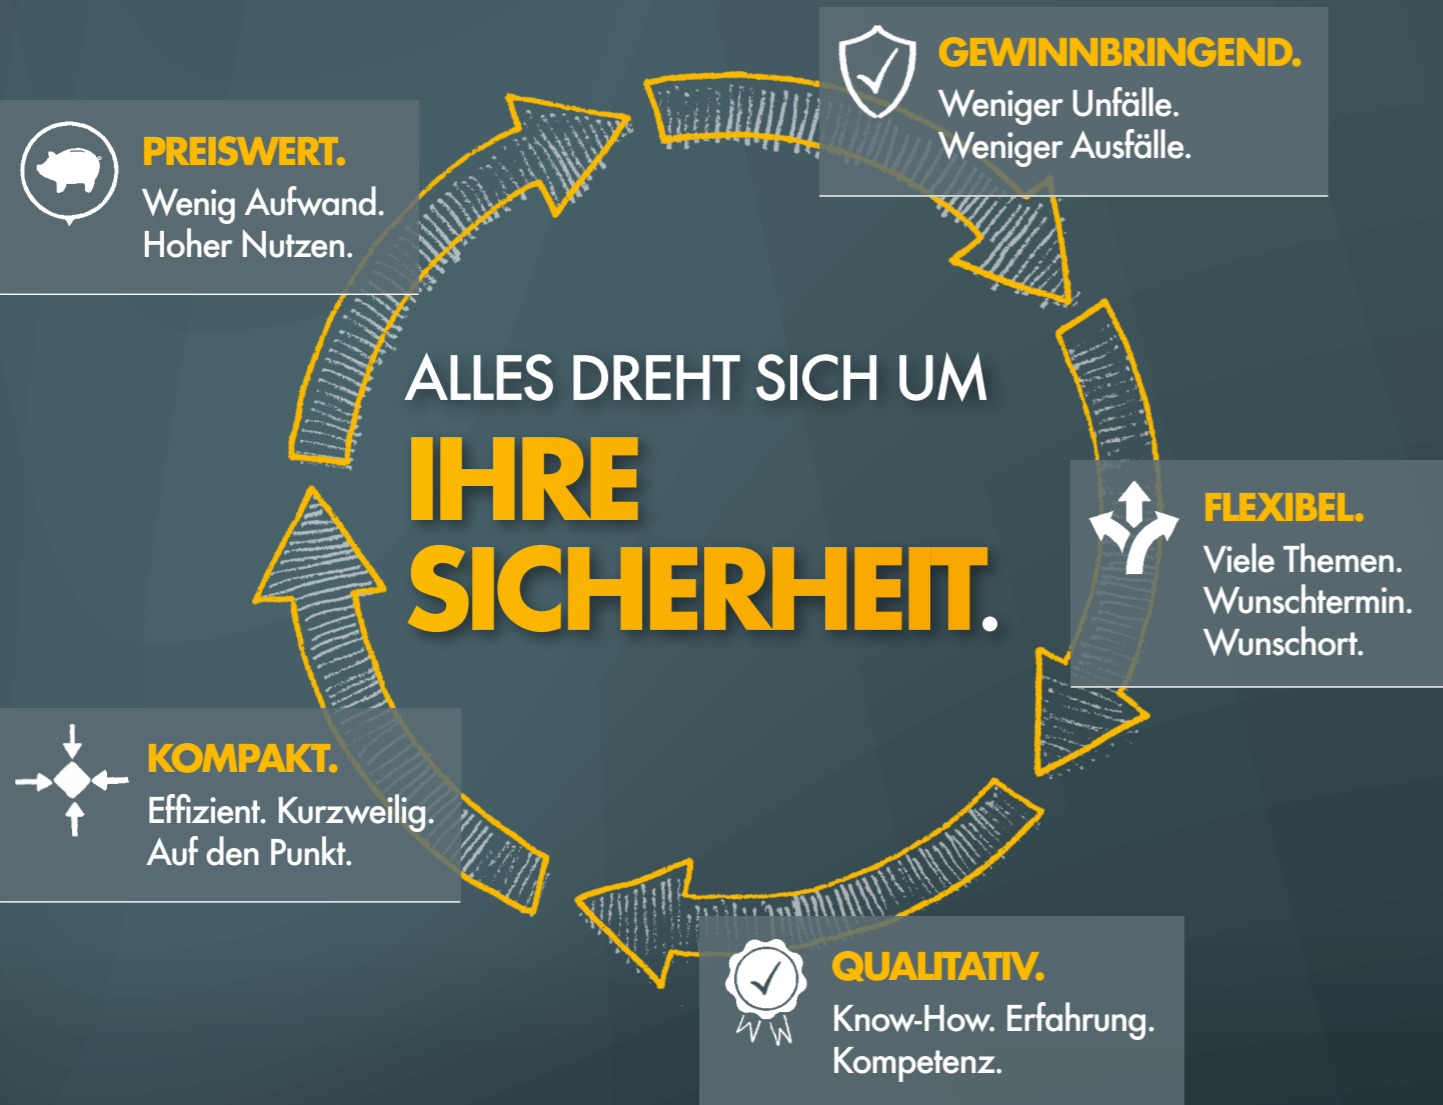 GEWINNBRINGEND.
Weniger Unfälle.
Weniger Ausfälle.
PREISWERT.
Wenig Aufwand.
Hoher Nutzen.
ALLES DREHT SICH UM
IHRE
SICHERHEIT.
FLEXIBEL.
Viele Themen.
Wunschtermin.
Wunschort.
KOMPAKT.
Effizient. Kurzweilig.
Auf den Punkt.
QUALITATIV.
Know-How. Erfahrung.
Kompetenz.